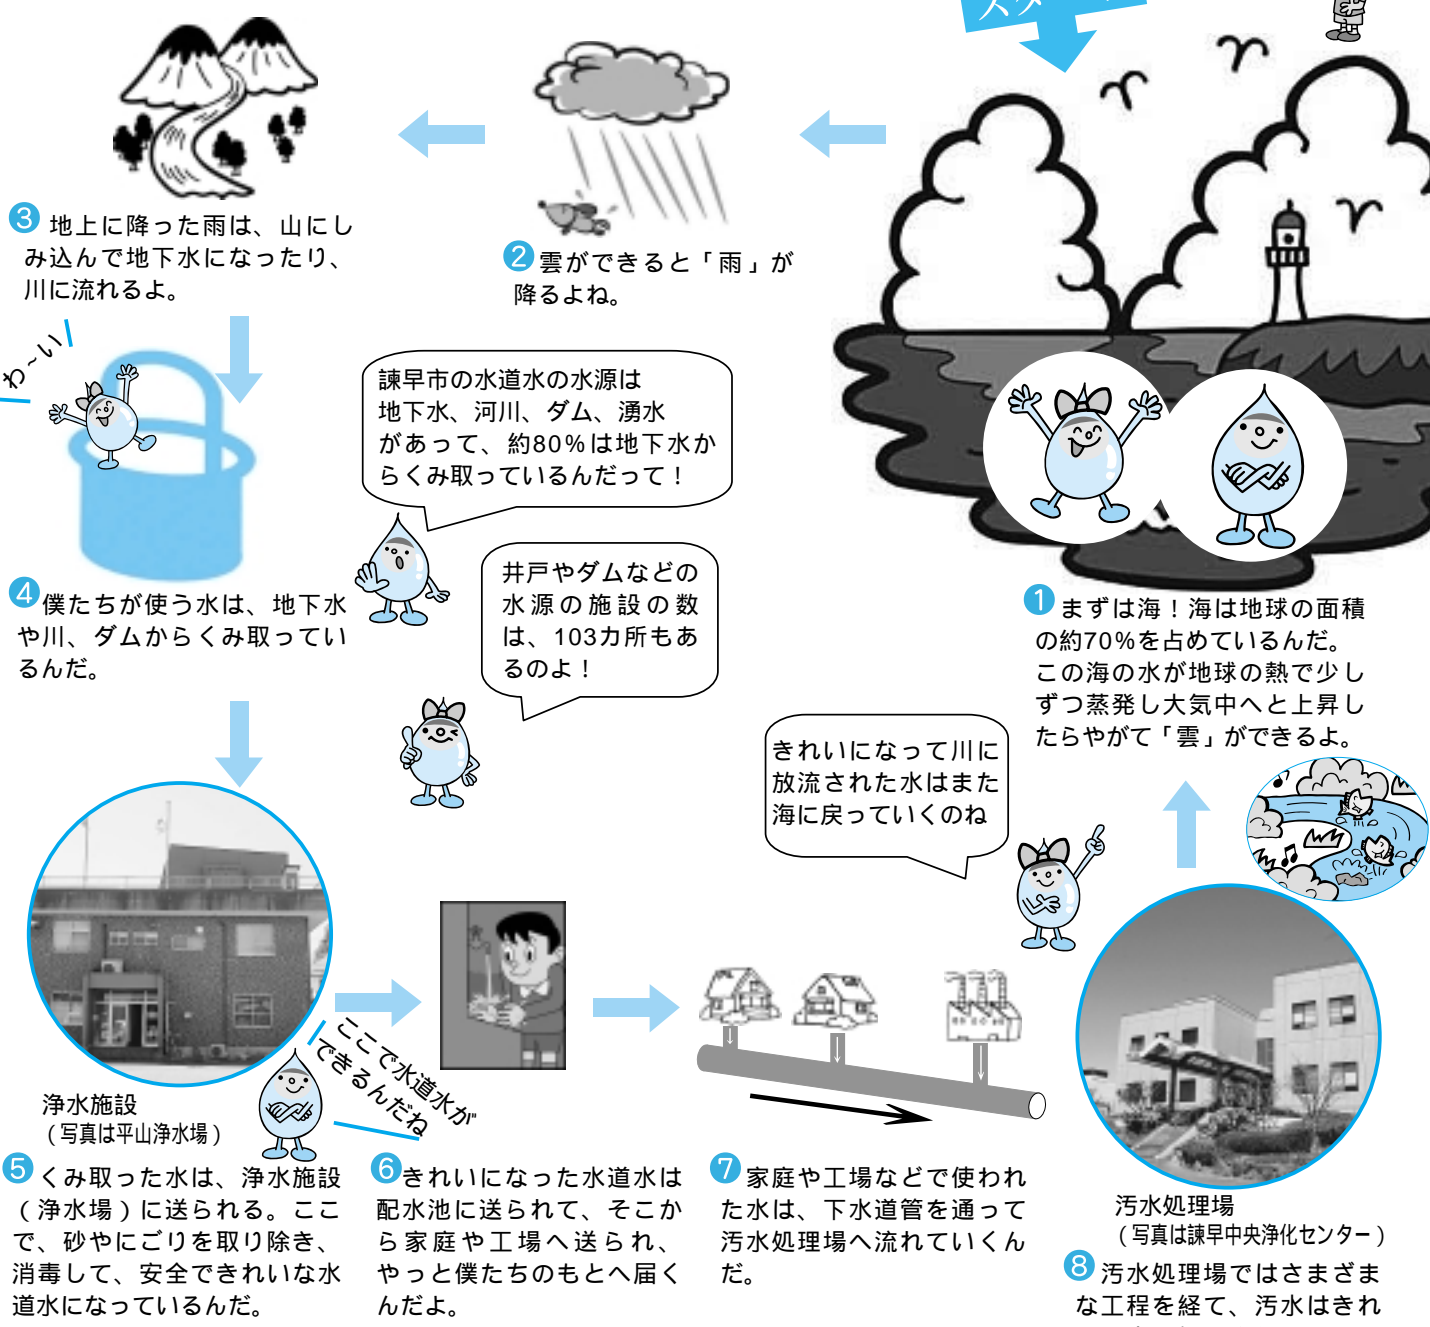 ❶まずは海！海は地球の面積
の約70％を占めているんだ。
この海の水が地球の熱で少し
ずつ蒸発し大気中へと上昇し
たらやがて「雲」ができるよ。
❷雲ができると「雨」が
降るよね。
❸地上に降った雨は、山にし
み込んで地下水になったり、
川に流れるよ。
わ～い
❹僕たちが使う水は、地下水
や川、ダムからくみ取ってい
るんだ。
諫早市の水道水の水源は
地下水、河川、ダム、湧水
があって、約80％は地下水か
らくみ取っているんだって！
井戸やダムなどの
水源の施設の数
は、103カ所もあ
るのよ！
浄水施設
（写真は平山浄水場）
ここで水道水が
できるんだね
❺くみ取った水は、浄水施設
（浄水場）に送られる。ここ
で、砂やにごりを取り除き、
消毒して、安全できれいな水
道水になっているんだ。
❻きれいになった水道水は
配水池に送られて、そこか
ら家庭や工場へ送られ、
やっと僕たちのもとへ届く
んだよ。
❼家庭や工場などで使われ
た水は、下水道管を通って
汚水処理場へ流れていくん
だ。
きれいになって川に
放流された水はまた
海に戻っていくのね
汚水処理場
（写真は諫早中央浄化センター）
❽汚水処理場ではさまざま
な工程を経て、汚水はきれ